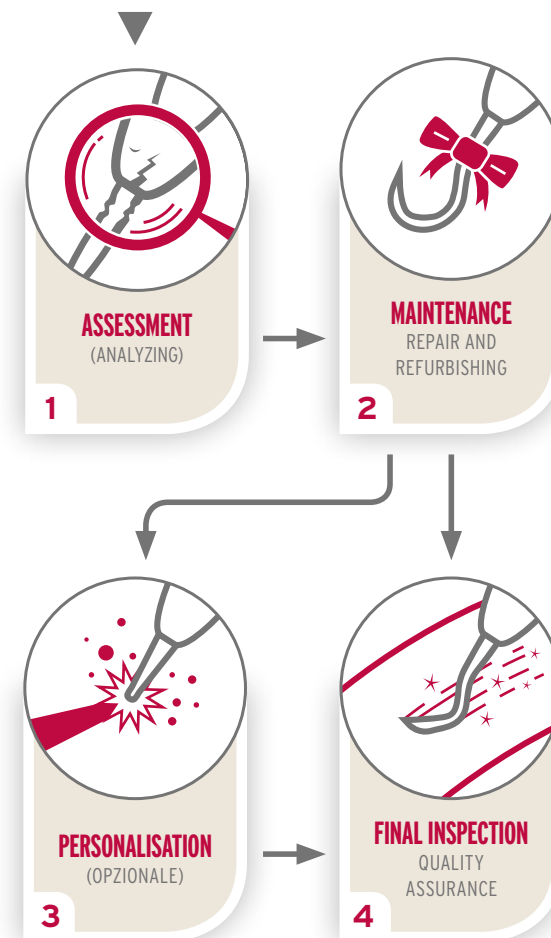 ASSESSMENT
(ANALYZING)
1
MAINTENANCE
REPAIR AND
REFURBISHING
2
PERSONALISATION
(OPZIONALE)
3
FINAL INSPECTION
QUALITY
ASSURANCE
4